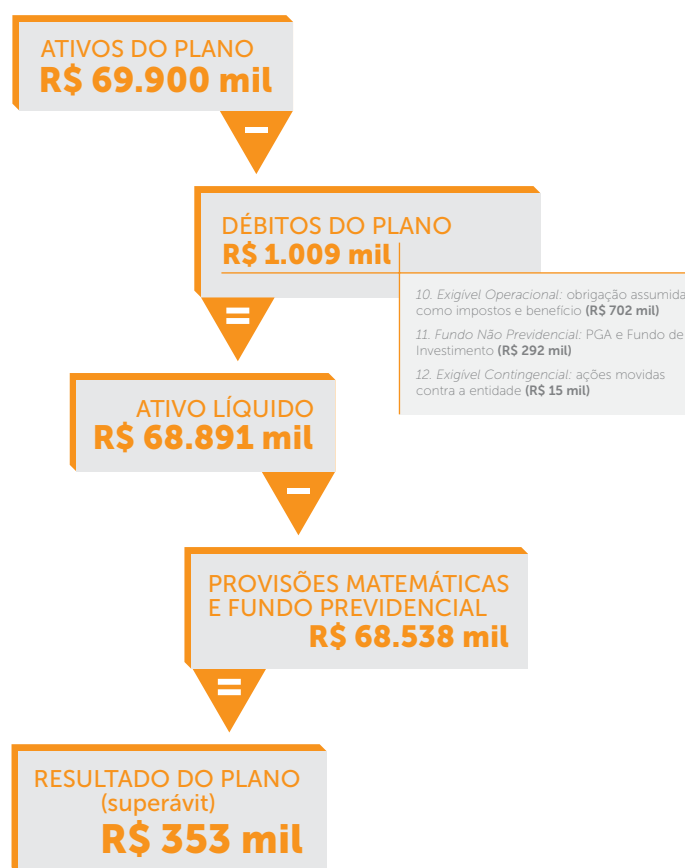 ATIVOS DO PLANO
R$ 69.900 mil
–
DÉBITOS DO PLANO
R$ 1.009 mil
10. Exigível Operacional: obrigação assumida
como impostos e benefício (R$ 702 mil)
11. Fundo Não Previdencial: PGA e Fundo de
Investimento (R$ 292 mil)
12. Exigível Contingencial: ações movidas
contra a entidade (R$ 15 mil)
=
ATIVO LÍQUIDO
R$ 68.891 mil
–
PROVISÕES MATEMÁTICAS
E FUNDO PREVIDENCIAL
R$ 68.538 mil
=
RESULTADO DO PLANO
(superávit)
R$ 353 mil